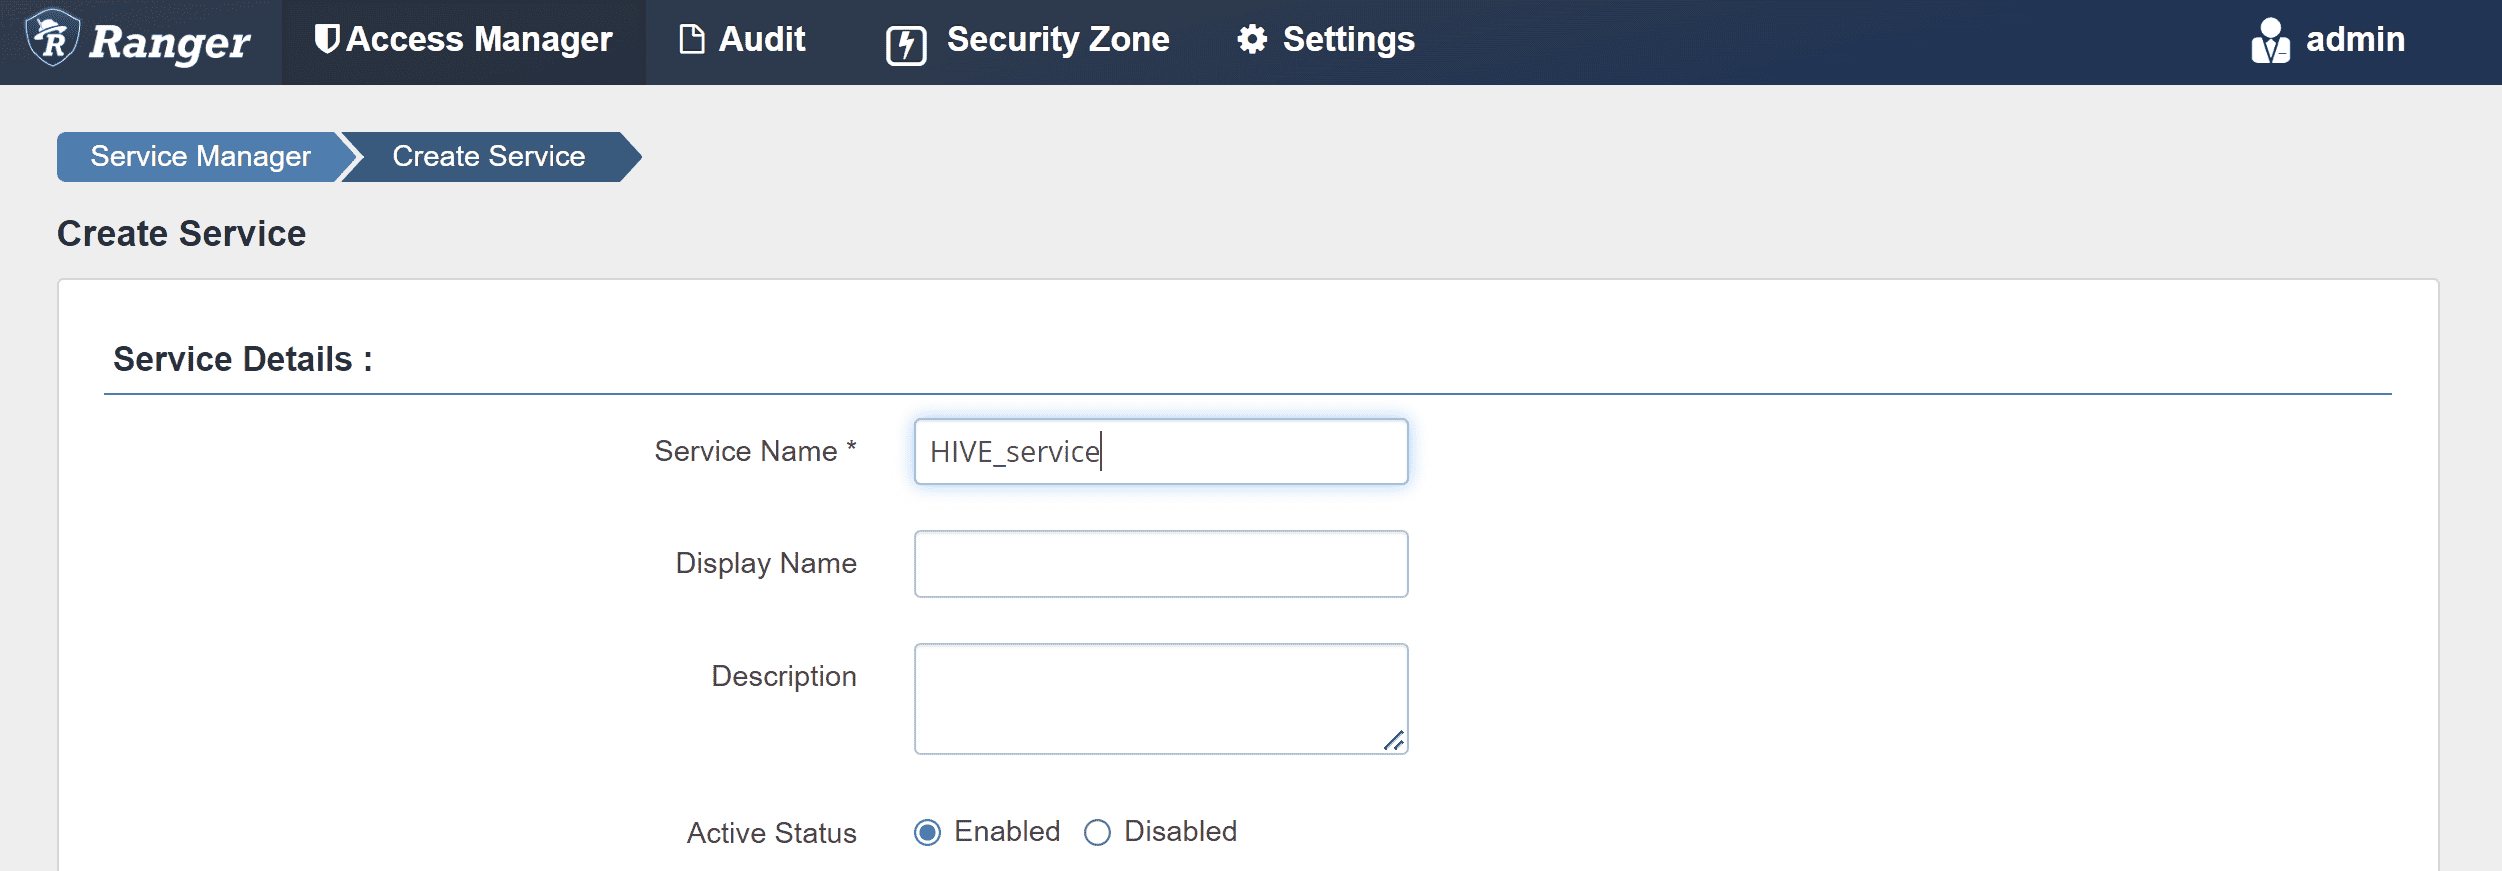 R Ranger Access Manager Audit Security Zone Settings admin
Service Manager Create Service
Create Service
Service Details :
Service Name * HIVE_service
Display Name
Description
Active Status Enabled Disabled